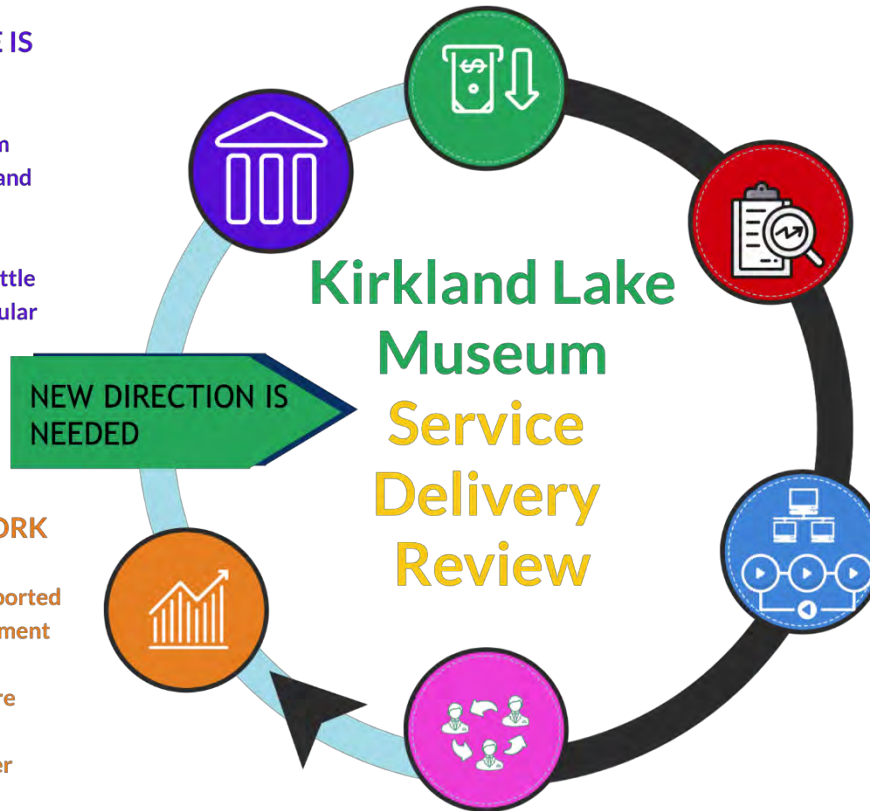 E IS
m
and
ttle
ular
NEW DIRECTION IS
NEEDED
ORK
ported
ment
re
er
Kirkland Lake
Museum
Service
Delivery
Review